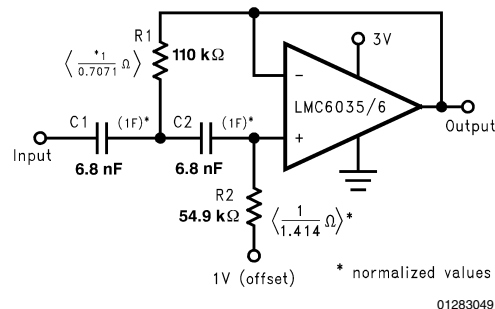 R1
110 kΩ
⟨ *1/0.7071 Ω ⟩
3V
−
LMC6035/6
+
C1
(1F)*
C2
(1F)*
Input
Output
6.8 nF
6.8 nF
R2
54.9 kΩ
⟨ 1/1.414 Ω ⟩*
1V (offset)
* normalized values
01283049